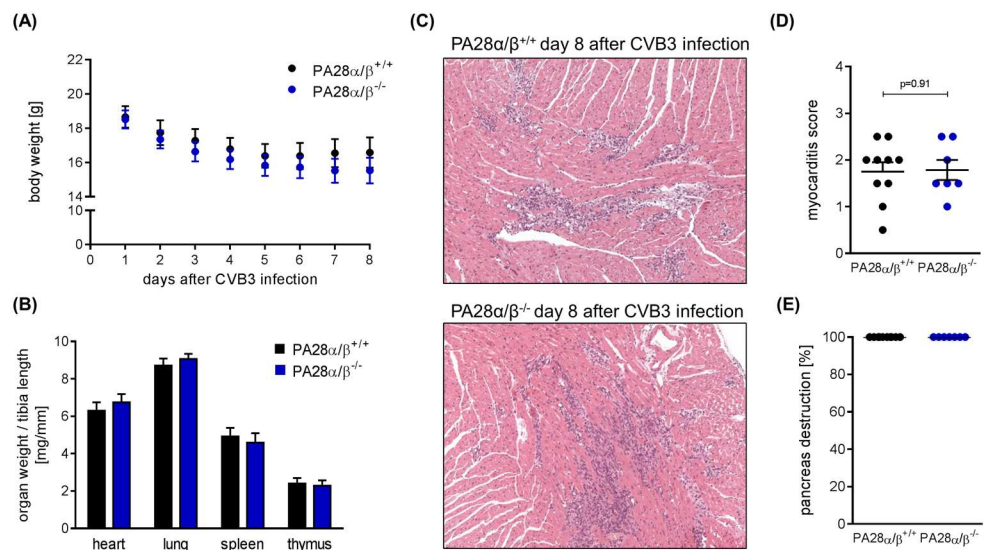 (A)
PA28α/β+/+
PA28α/β-/-
body weight [g]
22
20
18
16
14
10
0
0 1 2 3 4 5 6 7 8
days after CVB3 infection
(B)
PA28α/β+/+
PA28α/β-/-
organ weight / tibia length
[mg/mm]
10
8
6
4
2
0
heart lung spleen thymus
(C)
PA28α/β+/+ day 8 after CVB3 infection
PA28α/β-/- day 8 after CVB3 infection
(D)
p=0.91
myocarditis score
4
3
2
1
0
PA28α/β+/+ PA28α/β-/-
(E)
pancreas destruction [%]
100
80
60
40
20
0
PA28α/β+/+ PA28α/β-/-